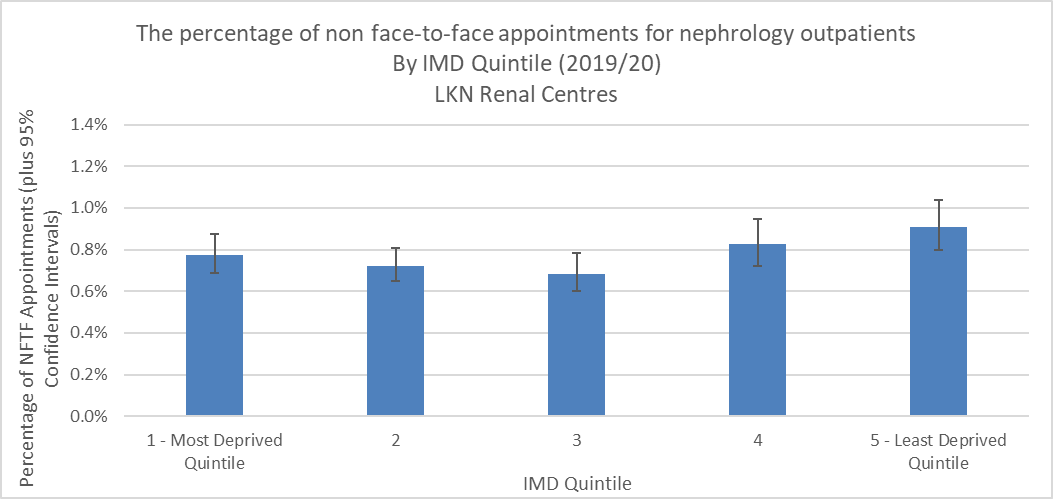 The percentage of non face-to-face appointments for nephrology outpatients
By IMD Quintile (2019/20)
LKN Renal Centres
Percentage of NFTF Appointments (plus 95%
Confidence Intervals)
1.4%
1.2%
1.0%
0.8%
0.6%
0.4%
0.2%
0.0%
1 - Most Deprived
Quintile
2
3
4
5 - Least Deprived
Quintile
IMD Quintile